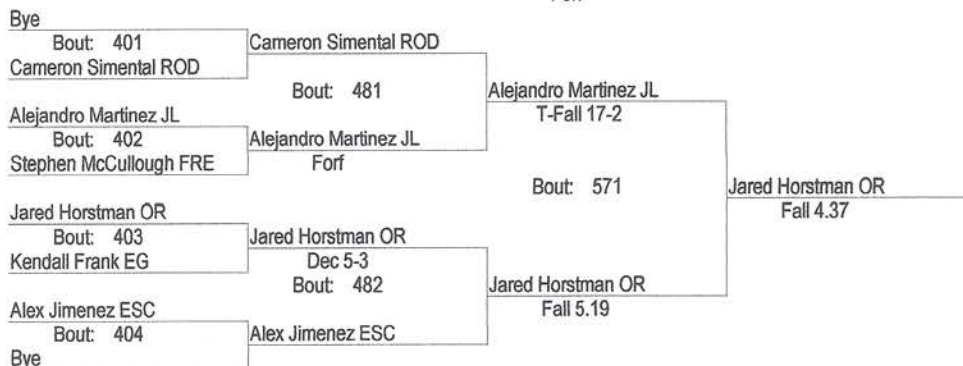 Bye
Bout: 401
Cameron Simental ROD
Cameron Simental ROD
Bout: 481
Alejandro Martinez JL
T-Fall 17-2
Alejandro Martinez JL
Bout: 402
Stephen McCullough FRE
Alejandro Martinez JL
Forf
Bout: 571
Jared Horstman OR
Fall 4.37
Jared Horstman OR
Bout: 403
Kendall Frank EG
Jared Horstman OR
Dec 5-3
Bout: 482
Jared Horstman OR
Fall 5.19
Alex Jimenez ESC
Bout: 404
Bye
Alex Jimenez ESC